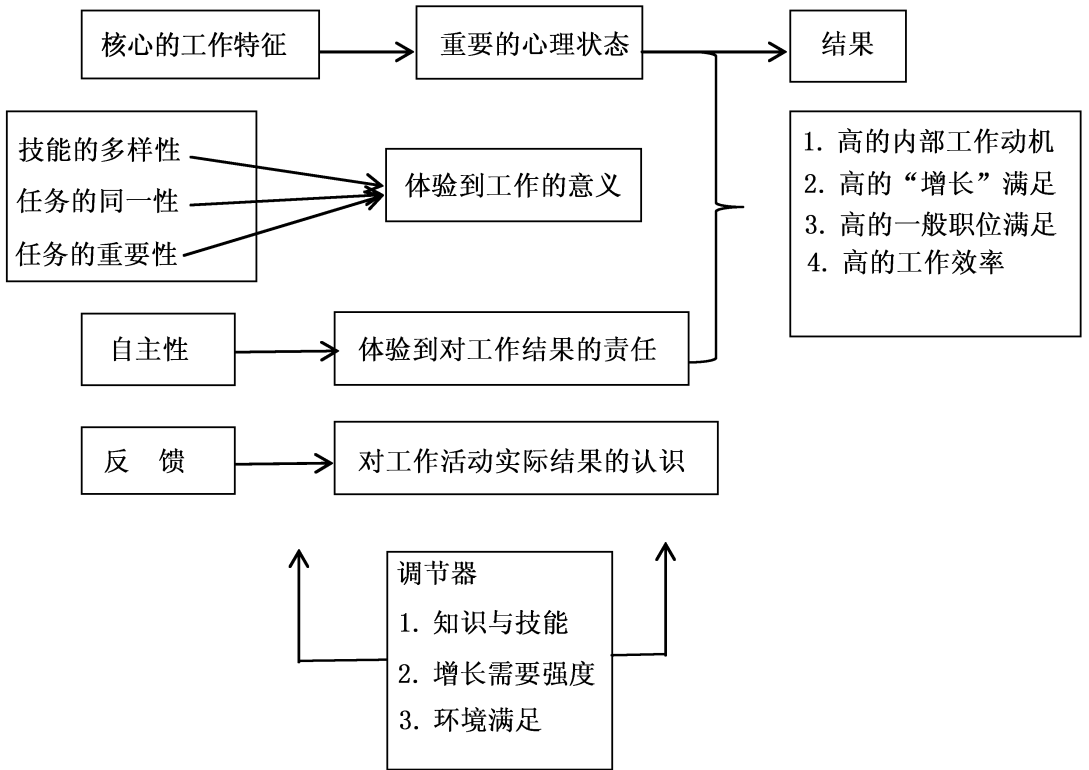 核心的工作特征
重要的心理状态
结果
技能的多样性
任务的同一性
任务的重要性
体验到工作的意义
1. 高的内部工作动机
2. 高的“增长”满足
3. 高的一般职位满足
4. 高的工作效率
自主性
体验到对工作结果的责任
反 馈
对工作活动实际结果的认识
调节器
1. 知识与技能
2. 增长需要强度
3. 环境满足